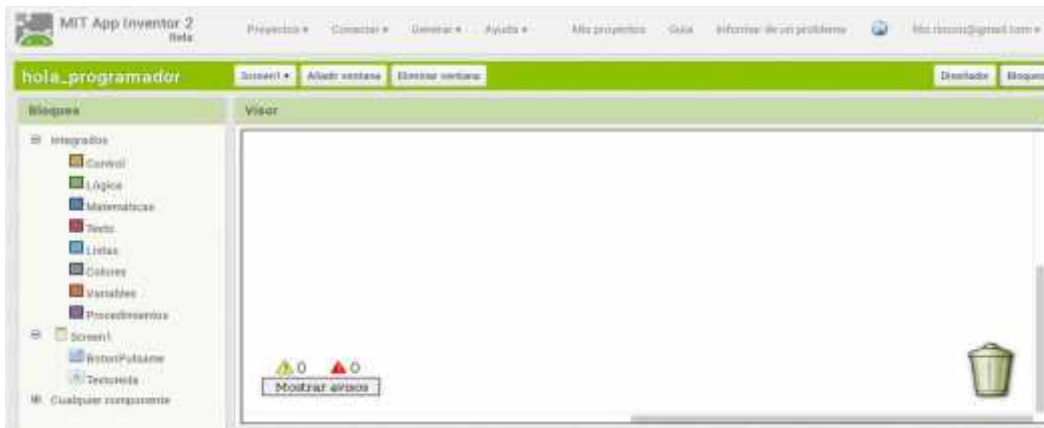 MIT App Inventor 2
Beta
Proyectos Conectar Generar Ayuda Mis proyectos Guía Informar de un problema
hola_programador
Screen1 Añadir ventana Eliminar ventana Diseñador Bloques
Bloques Visor
Integrados
Control
Lógica
Matemáticas
Texto
Listas
Colores
Variables
Procedimientos
Screen1
BotonPulsame
TextoHola
Cualquier componente
0 0
Mostrar avisos